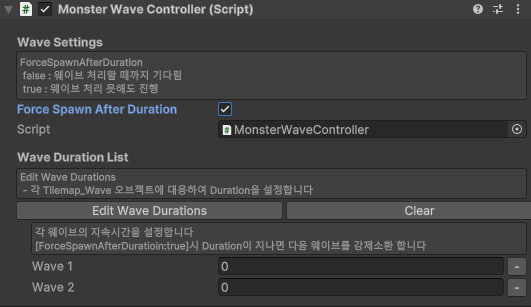 Monster Wave Controller (Script)
Wave Settings
ForceSpawnAfterDuration
false : 웨이브 처리할 때까지 기다림
true : 웨이브 처리 못해도 진행
Force Spawn After Duration
Script
# MonsterWaveController
Wave Duration List
Edit Wave Durations
- 각 Tilemap_Wave 오브젝트에 대응하여 Duration을 설정합니다
Edit Wave Durations Clear
각 웨이브의 지속시간을 설정합니다
[ForceSpawnAfterDuratioin:true]시 Duration이 지나면 다음 웨이브를 강제소환 합니다
Wave 1 0 -
Wave 2 0 -